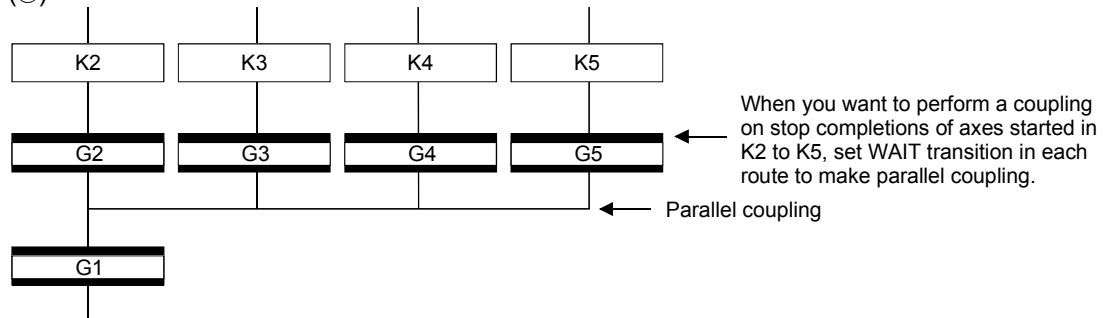 K2 K3 K4 K5
When you want to perform a coupling
on stop completions of axes started in
K2 to K5, set WAIT transition in each
route to make parallel coupling.
G2 G3 G4 G5
Parallel coupling
G1